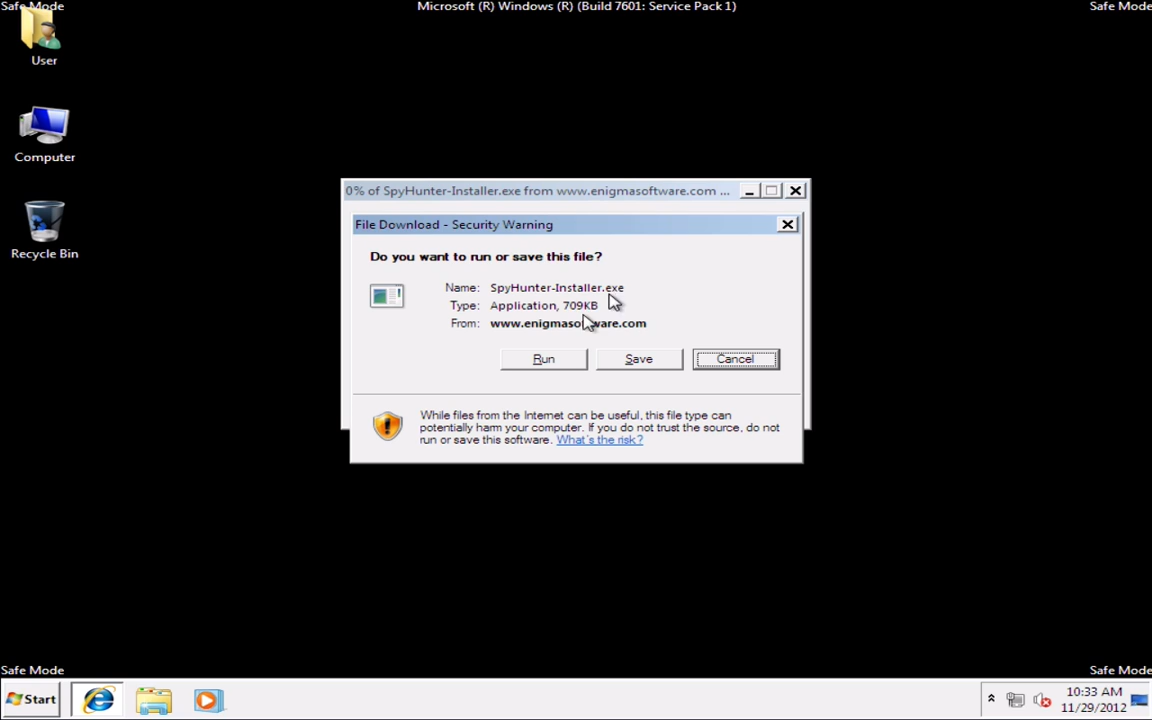 Safe Mode
Microsoft (R) Windows (R) (Build 7601: Service Pack 1)
Safe Mode
User
Computer
Recycle Bin
0% of SpyHunter-Installer.exe from www.enigmasoftware.com ...
File Download - Security Warning
Do you want to run or save this file?
Name: SpyHunter-Installer.exe
Type: Application, 709KB
From: www.enigmasoftware.com
Run Save Cancel
While files from the Internet can be useful, this file type can
potentially harm your computer. If you do not trust the source, do not
run or save this software. What's the risk?
Safe Mode
Safe Mode
Start
10:33 AM
11/29/2012